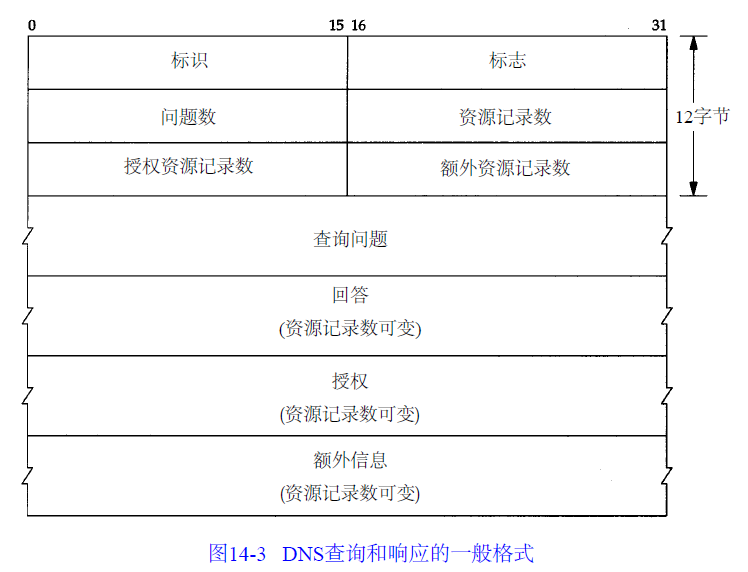 0 15 16 31
标识 标志
问题数 资源记录数 12字节
授权资源记录数 额外资源记录数
查询问题
回答
(资源记录数可变)
授权
(资源记录数可变)
额外信息
(资源记录数可变)
图14-3 DNS查询和响应的一般格式